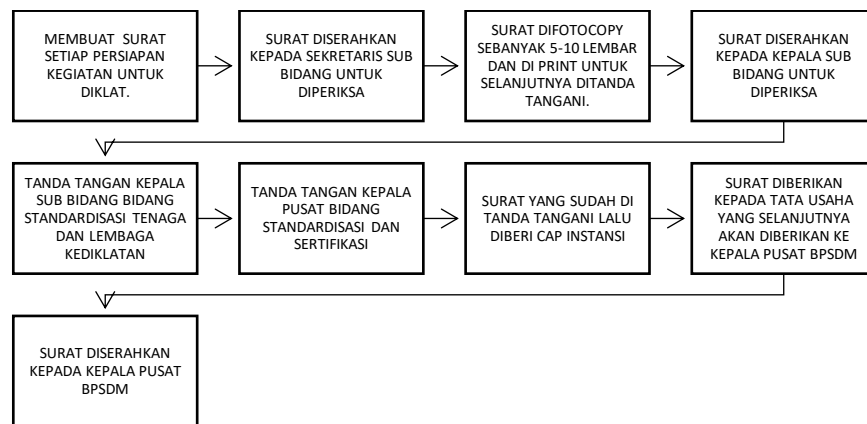 MEMBUAT SURAT
SETIAP PERSIAPAN
KEGIATAN UNTUK
DIKLAT.
SURAT DISERAHKAN
KEPADA SEKRETARIS SUB
BIDANG UNTUK
DIPERIKSA
SURAT DIFOTOCOPY
SEBANYAK 5-10 LEMBAR
DAN DI PRINT UNTUK
SELANJUTNYA DITANDA
TANGANI.
SURAT DISERAHKAN
KEPADA KEPALA SUB
BIDANG UNTUK
DIPERIKSA
TANDA TANGAN KEPALA
SUB BIDANG BIDANG
STANDARDISASI TENAGA
DAN LEMBAGA
KEDIKLATAN
TANDA TANGAN KEPALA
PUSAT BIDANG
STANDARDISASI DAN
SERTIFIKASI
SURAT YANG SUDAH DI
TANDA TANGANI LALU
DIBERI CAP INSTANSI
SURAT DIBERIKAN
KEPADA TATA USAHA
YANG SELANJUTNYA
AKAN DIBERIKAN KE
KEPALA PUSAT BPSDM
SURAT DISERAHKAN
KEPADA KEPALA PUSAT
BPSDM